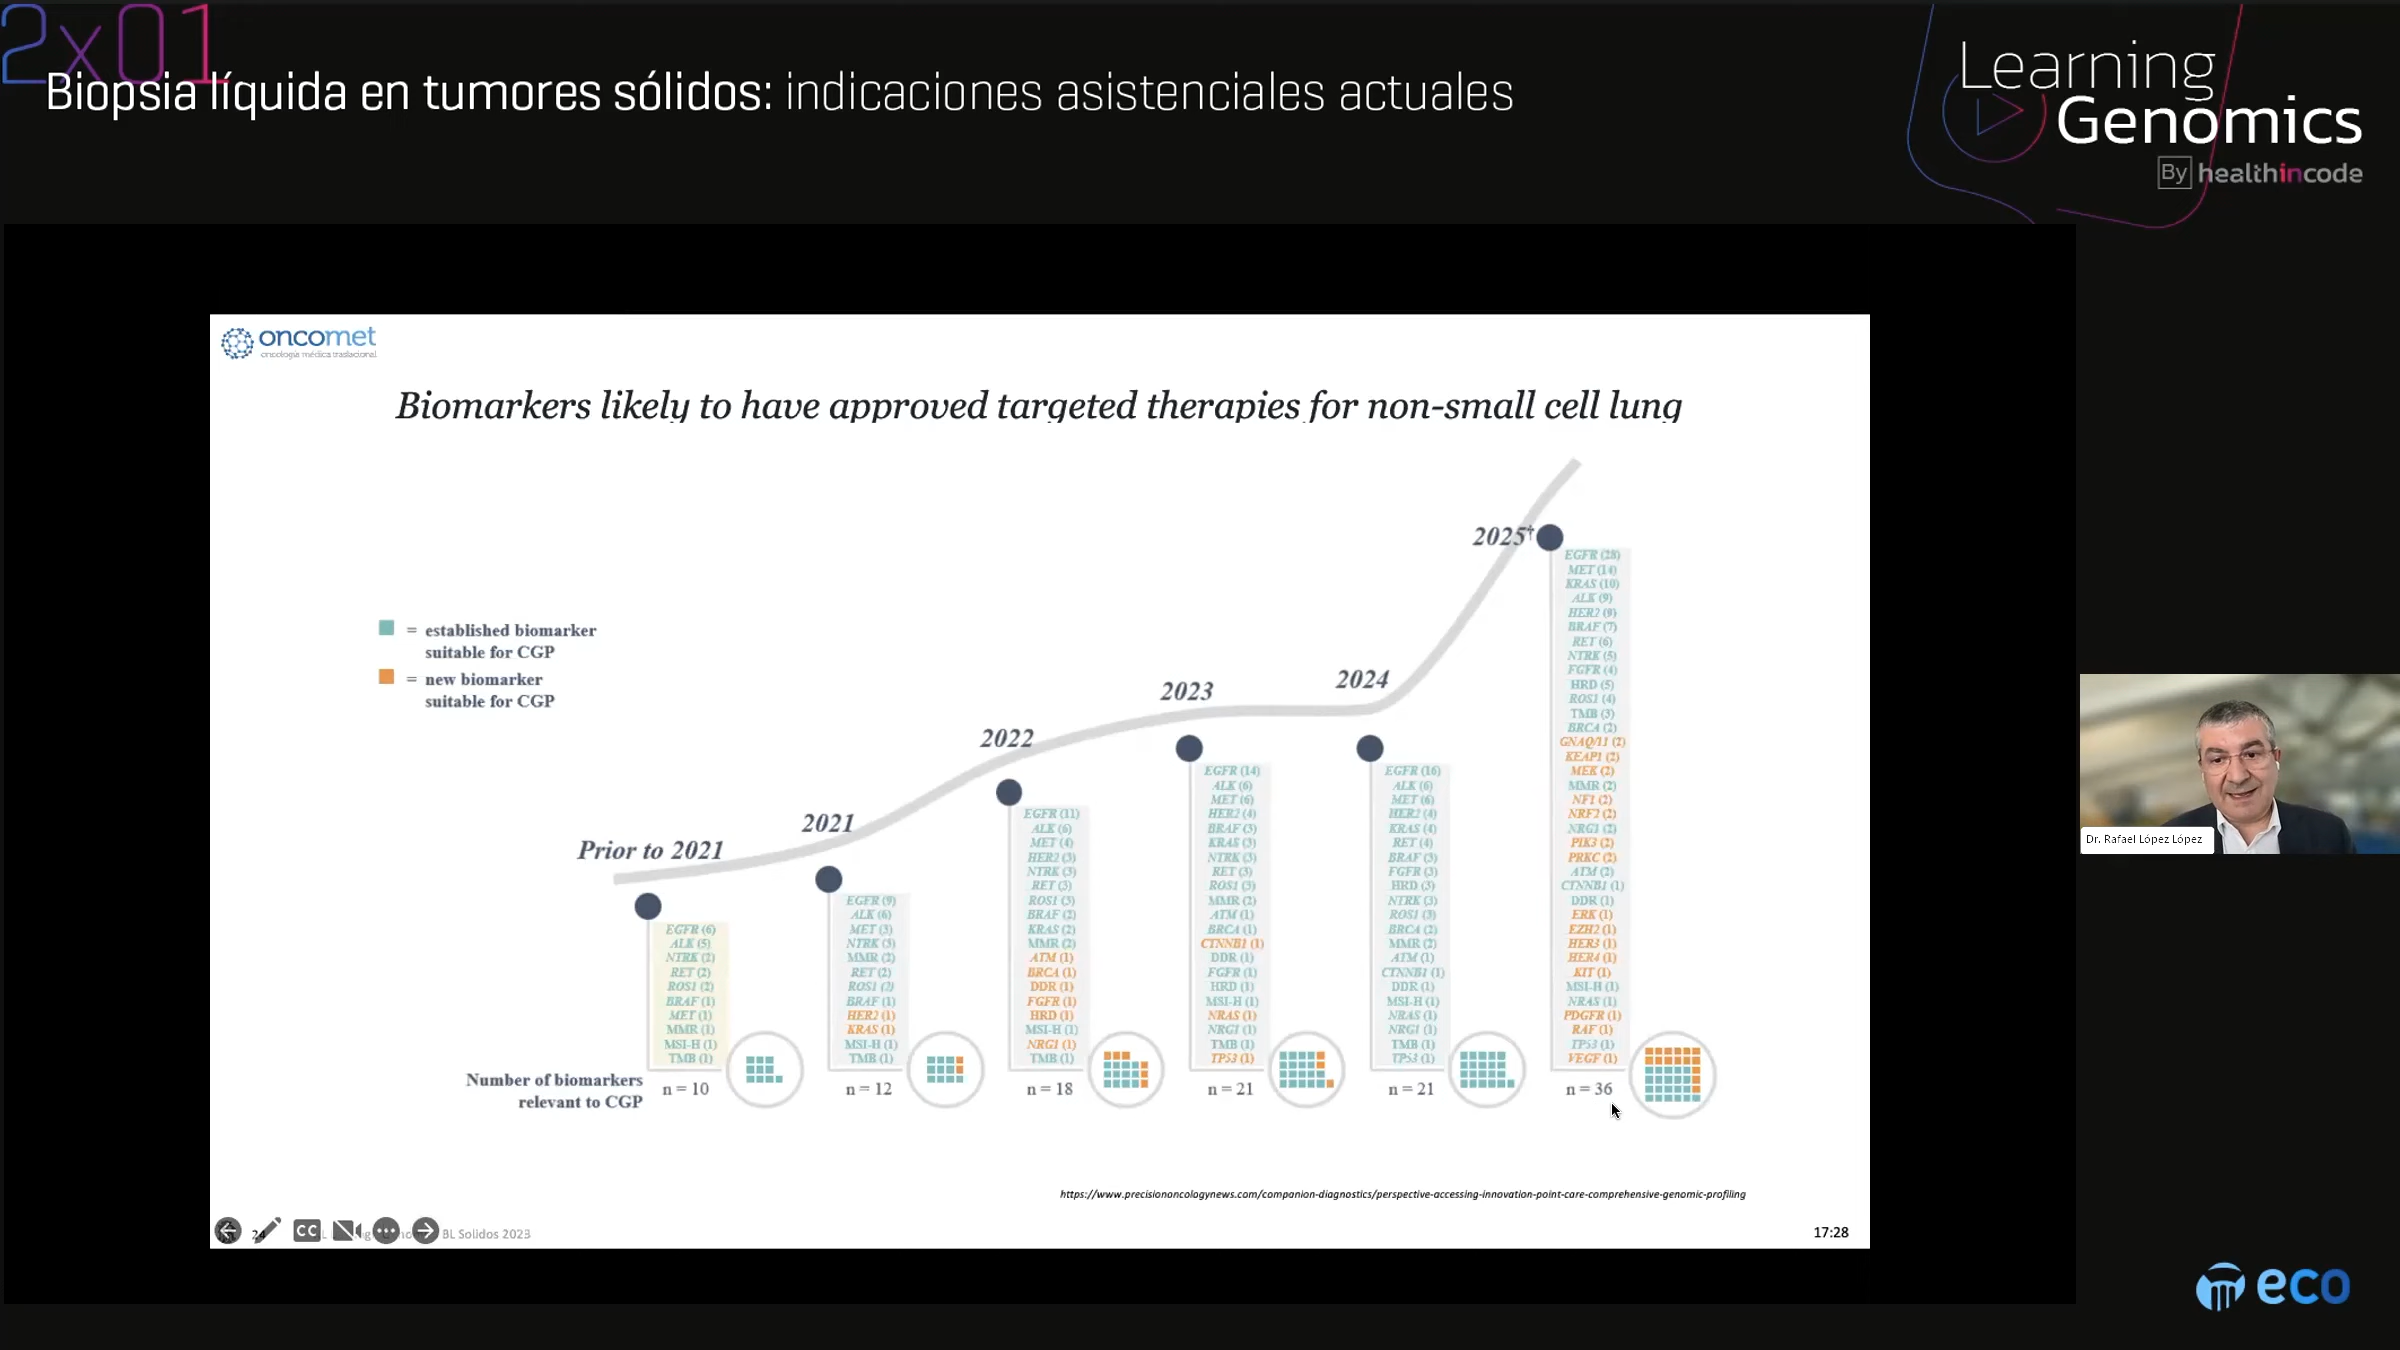 2x01
Biopsia líquida en tumores sólidos: indicaciones asistenciales actuales
Learning
Genomics
By healthincode
oncomet
oncología médica traslacional
Biomarkers likely to have approved targeted therapies for non-small cell lung
= established biomarker
suitable for CGP
= new biomarker
suitable for CGP
Prior to 2021
EGFR (6)
ALK (5)
NTRK (2)
RET (2)
ROS1 (2)
BRAF (1)
MET (1)
MMR (1)
MSI-H (1)
TMB (1)
2021
EGFR (9)
ALK (6)
MET (3)
NTRK (3)
MMR (2)
RET (2)
ROS1 (2)
BRAF (1)
HER2 (1)
KRAS (1)
MSI-H (1)
TMB (1)
2022
EGFR (11)
ALK (6)
MET (4)
HER2 (3)
NTRK (3)
RET (3)
ROS1 (3)
BRAF (2)
KRAS (2)
MMR (2)
ATM (1)
BRCA (1)
DDR (1)
FGFR (1)
HRD (1)
MSI-H (1)
NRG1 (1)
TMB (1)
2023
EGFR (14)
ALK (6)
MET (6)
HER2 (4)
BRAF (3)
KRAS (3)
NTRK (3)
RET (3)
ROS1 (3)
MMR (2)
ATM (1)
BRCA (1)
CTNNB1 (1)
DDR (1)
FGFR (1)
HRD (1)
MSI-H (1)
NRAS (1)
NRG1 (1)
TMB (1)
TP53 (1)
2024
EGFR (16)
ALK (6)
MET (6)
HER2 (4)
KRAS (4)
RET (4)
BRAF (3)
FGFR (3)
HRD (3)
NTRK (3)
ROS1 (3)
BRCA (2)
MMR (2)
ATM (1)
CTNNB1 (1)
DDR (1)
MSI-H (1)
NRAS (1)
NRG1 (1)
TMB (1)
TP53 (1)
2025†
EGFR (28)
MET (14)
KRAS (10)
ALK (9)
HER2 (9)
BRAF (7)
RET (6)
NTRK (5)
FGFR (4)
HRD (5)
ROS1 (4)
TMB (3)
BRCA (2)
GNAQ/11 (2)
KEAP1 (2)
MEK (2)
MMR (2)
NF1 (2)
NRF2 (2)
NRG1 (2)
PIK3 (2)
PRKC (2)
ATM (2)
CTNNB1 (1)
DDR (1)
ERK (1)
EZH2 (1)
HER3 (1)
HER4 (1)
KIT (1)
MSI-H (1)
NRAS (1)
PDGFR (1)
RAF (1)
TP53 (1)
VEGF (1)
Number of biomarkers
relevant to CGP
n = 10
n = 12
n = 18
n = 21
n = 21
n = 36
https://www.precisiononcologynews.com/companion-diagnostics/perspective-accessing-innovation-point-care-comprehensive-genomic-profiling
24
CC
BL Solidos 2023
17:28
Dr. Rafael López López
eco